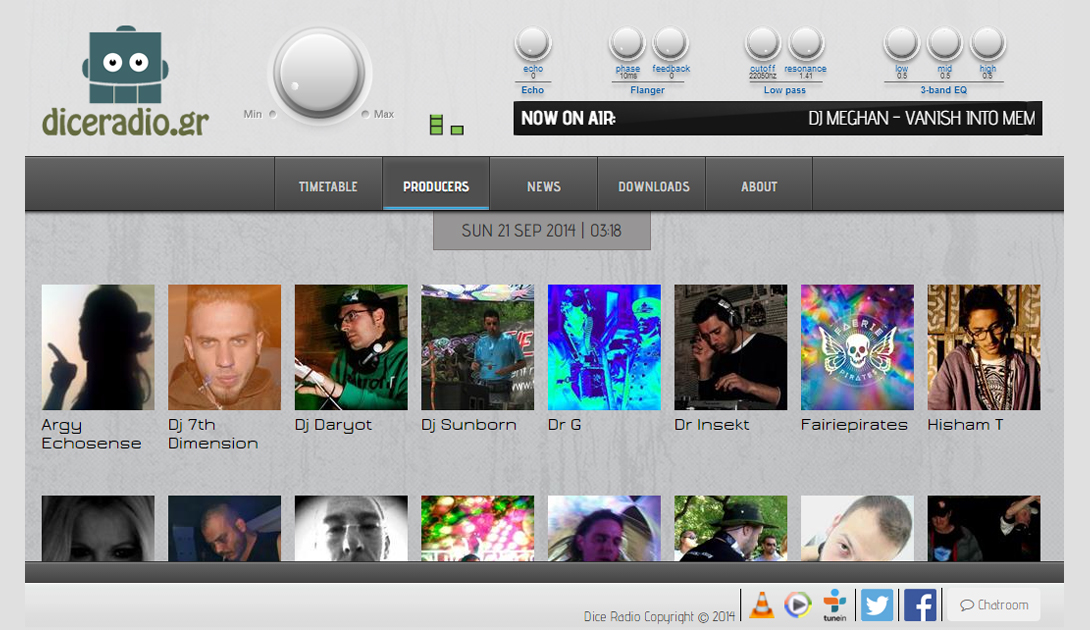 diceradio.gr
Min
Max
echo
0
Echo
phase
10ms
feedback
0
Flanger
cutoff
22050hz
resonance
1.41
Low pass
low
0.5
mid
0.5
high
0.5
3-band EQ
NOW ON AIR:
DJ MEGHAN - VANISH INTO MEM
TIMETABLE
PRODUCERS
NEWS
DOWNLOADS
ABOUT
SUN 21 SEP 2014 | 03:18
FAERIE
PIRATES
Argy
Echosense
Dj 7th
Dimension
Dj Daryot
Dj Sunborn
Dr G
Dr Insekt
Fairiepirates
Hisham T
Dice Radio Copyright © 2014
tunein
Chatroom